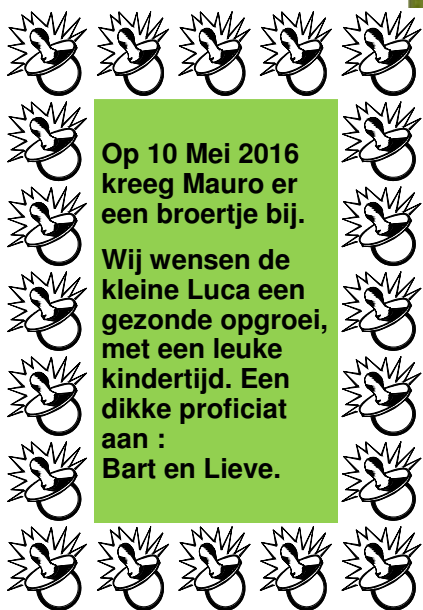 Op 10 Mei 2016
kreeg Mauro er
een broertje bij.
Wij wensen de
kleine Luca een
gezonde opgroei,
met een leuke
kindertijd. Een
dikke proficiat
aan :
Bart en Lieve.